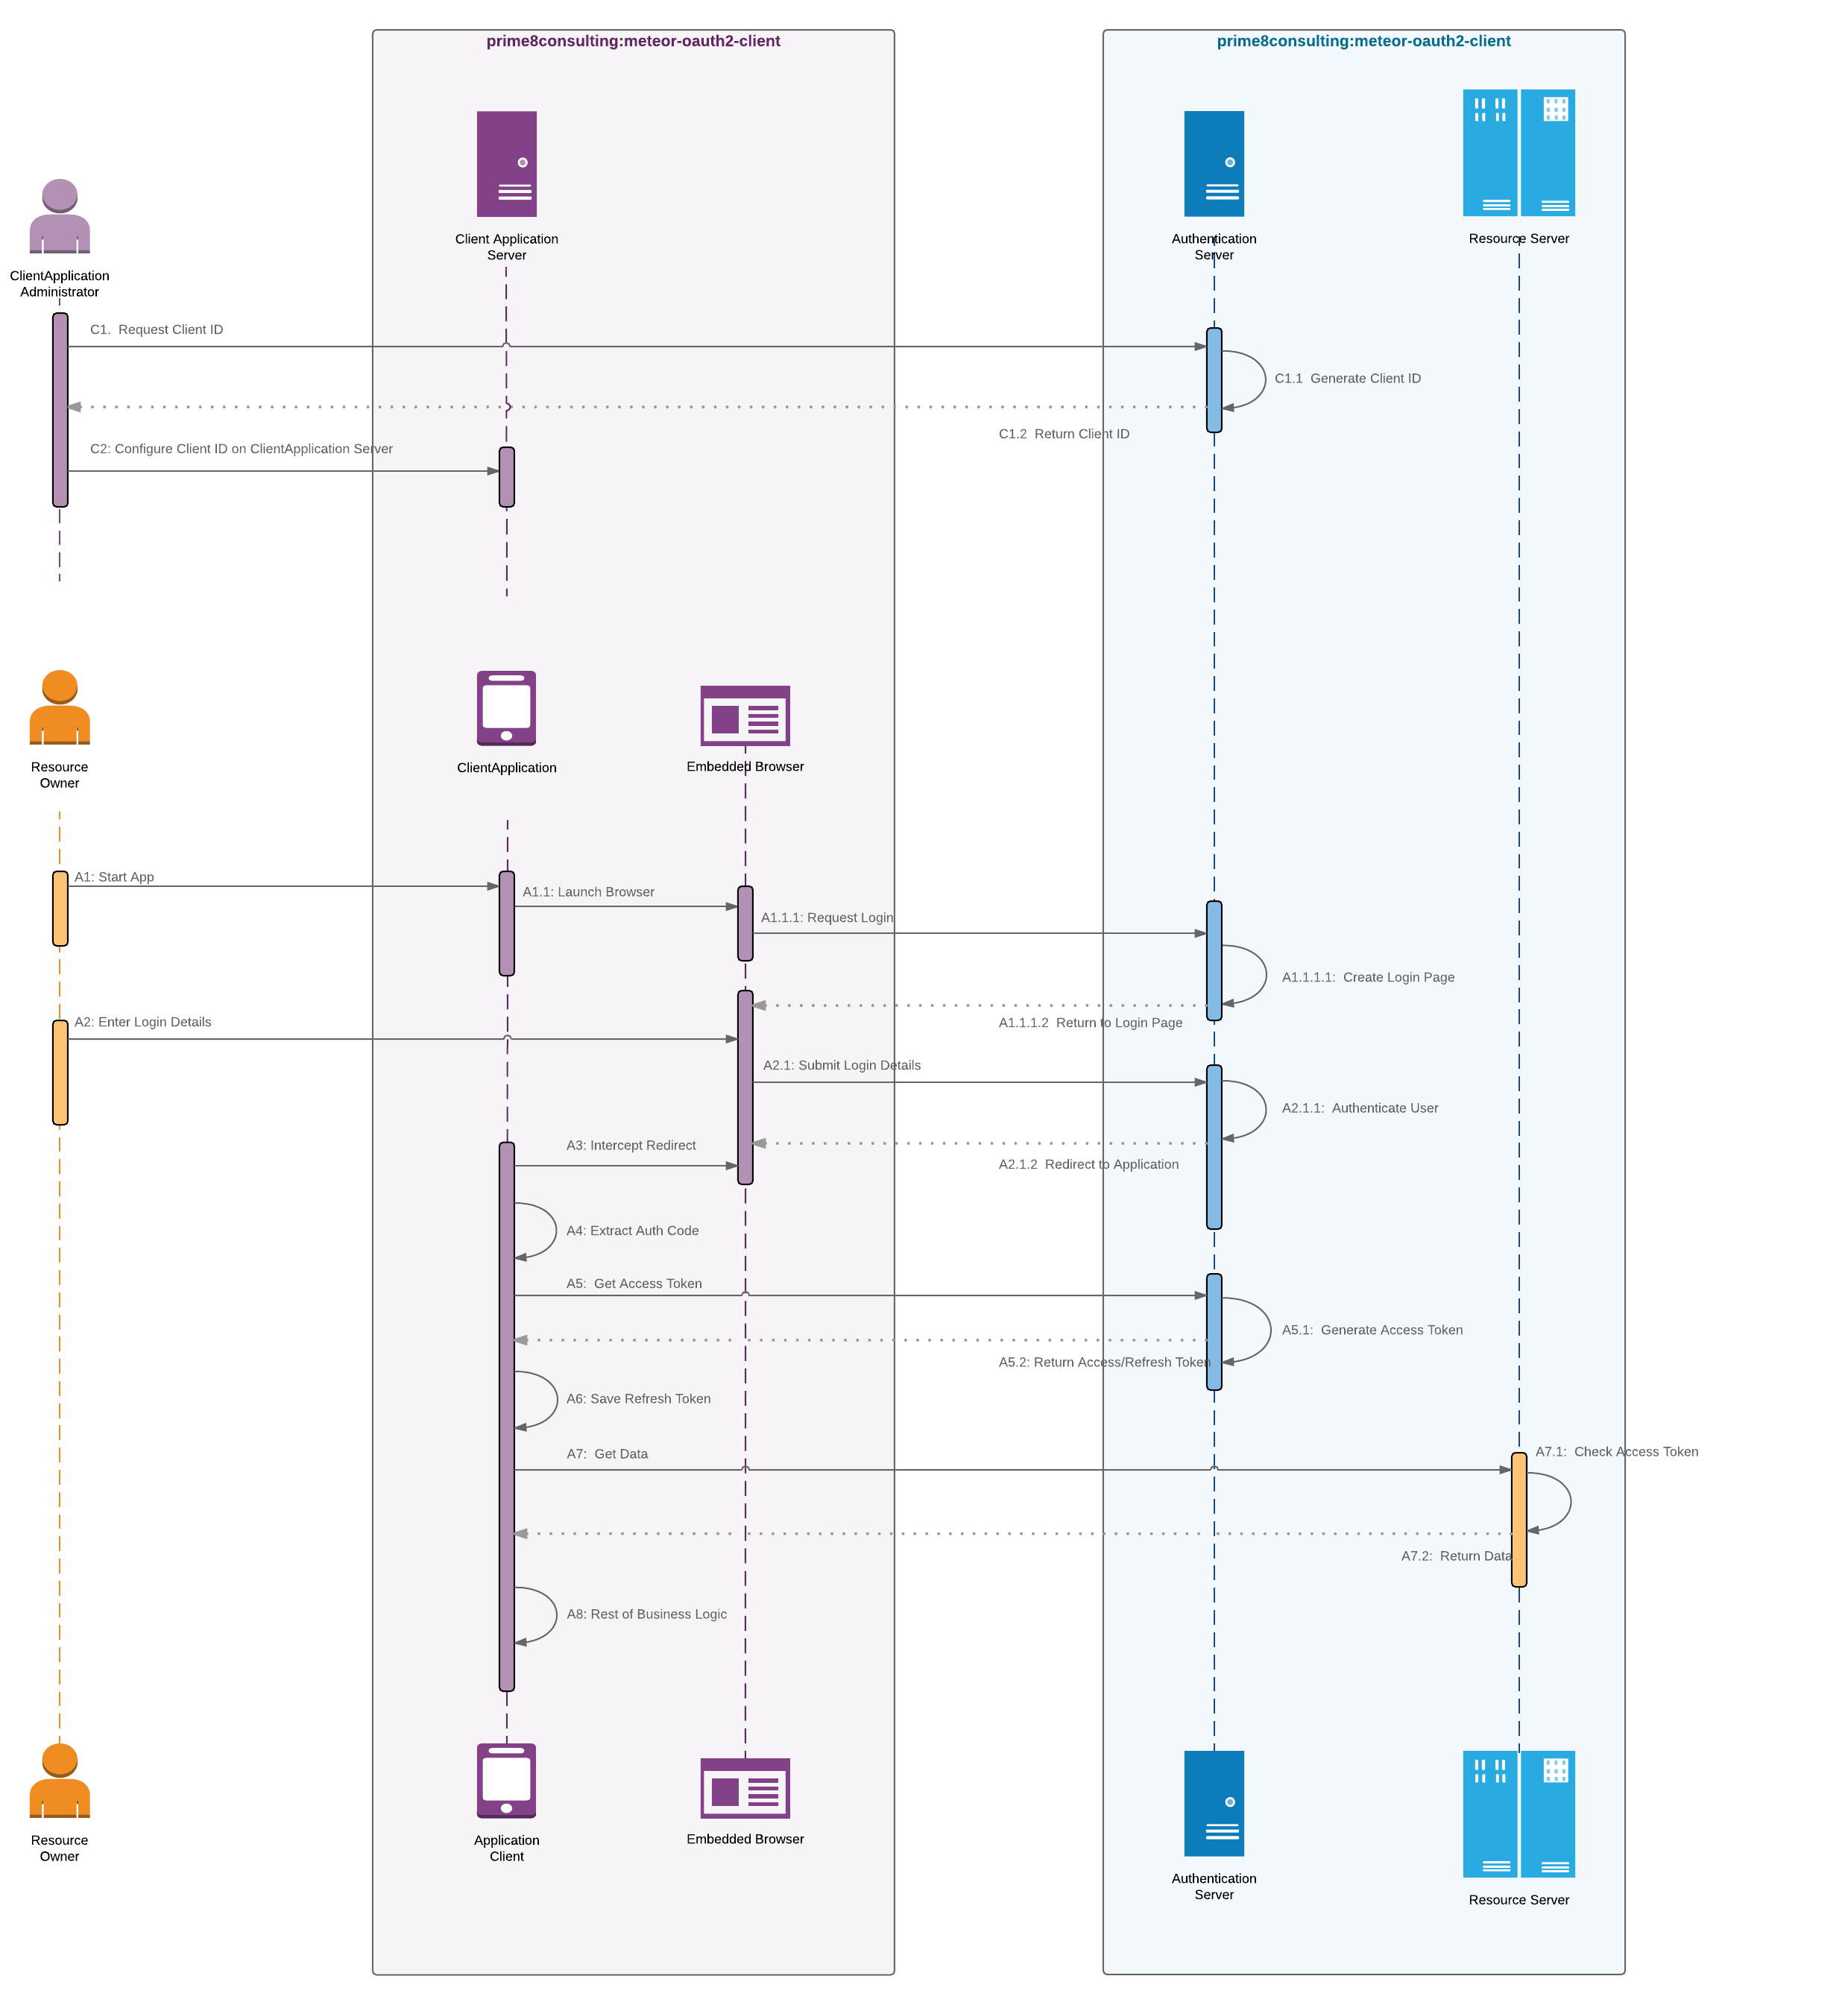 prime8consulting:meteor-oauth2-client
prime8consulting:meteor-oauth2-client
Client Application
Server
Authentication
Server
Resource Server
ClientApplication
Administrator
C1.  Request Client ID
C1.1  Generate Client ID
C1.2  Return Client ID
C2: Configure Client ID on ClientApplication Server
Resource
Owner
ClientApplication
Embedded Browser
A1: Start App
A1.1: Launch Browser
A1.1.1: Request Login
A1.1.1.1:  Create Login Page
A1.1.1.2  Return to Login Page
A2: Enter Login Details
A2.1: Submit Login Details
A2.1.1:  Authenticate User
A3: Intercept Redirect
A2.1.2  Redirect to Application
A4: Extract Auth Code
A5:  Get Access Token
A5.1:  Generate Access Token
A5.2: Return Access/Refresh Token
A6: Save Refresh Token
A7:  Get Data
A7.1:  Check Access Token
A7.2:  Return Data
A8: Rest of Business Logic
Resource
Owner
Application
Client
Embedded Browser
Authentication
Server
Resource Server